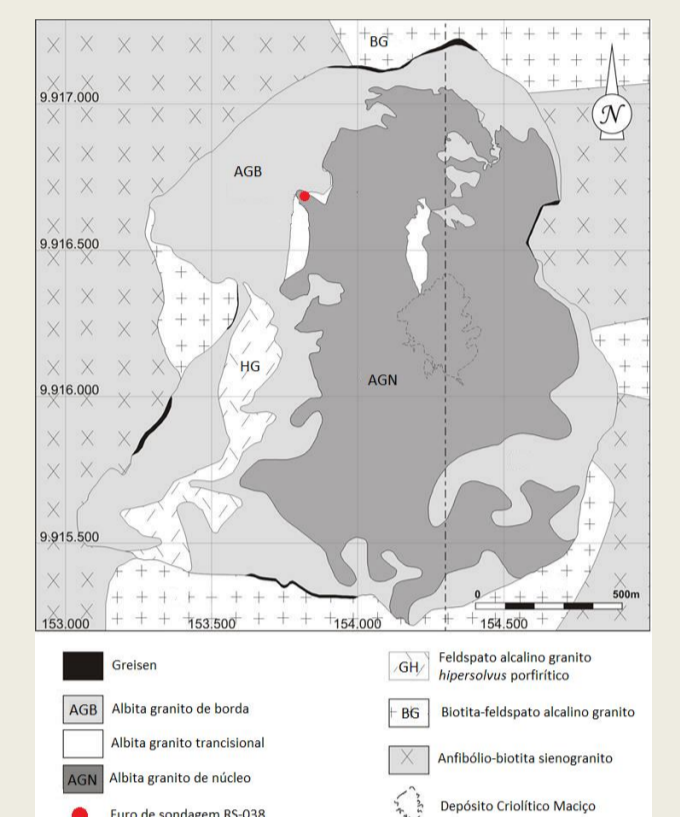 BG
N
9.917.000
AGB
9.916.500
HG
9.916.000
AGN
9.915.500
0 500m
153.000 153.500 154.000 154.500
Greisen
GH Feldspato alcalino granito
hipersolvus porfirítico
AGB Albita granito de borda
BG Biotita-feldspato alcalino granito
Albita granito trancisional
Anfibólio-biotita sienogranito
AGN Albita granito de núcleo
Depósito Criolítico Maciço
Furo de sondagem RS-038